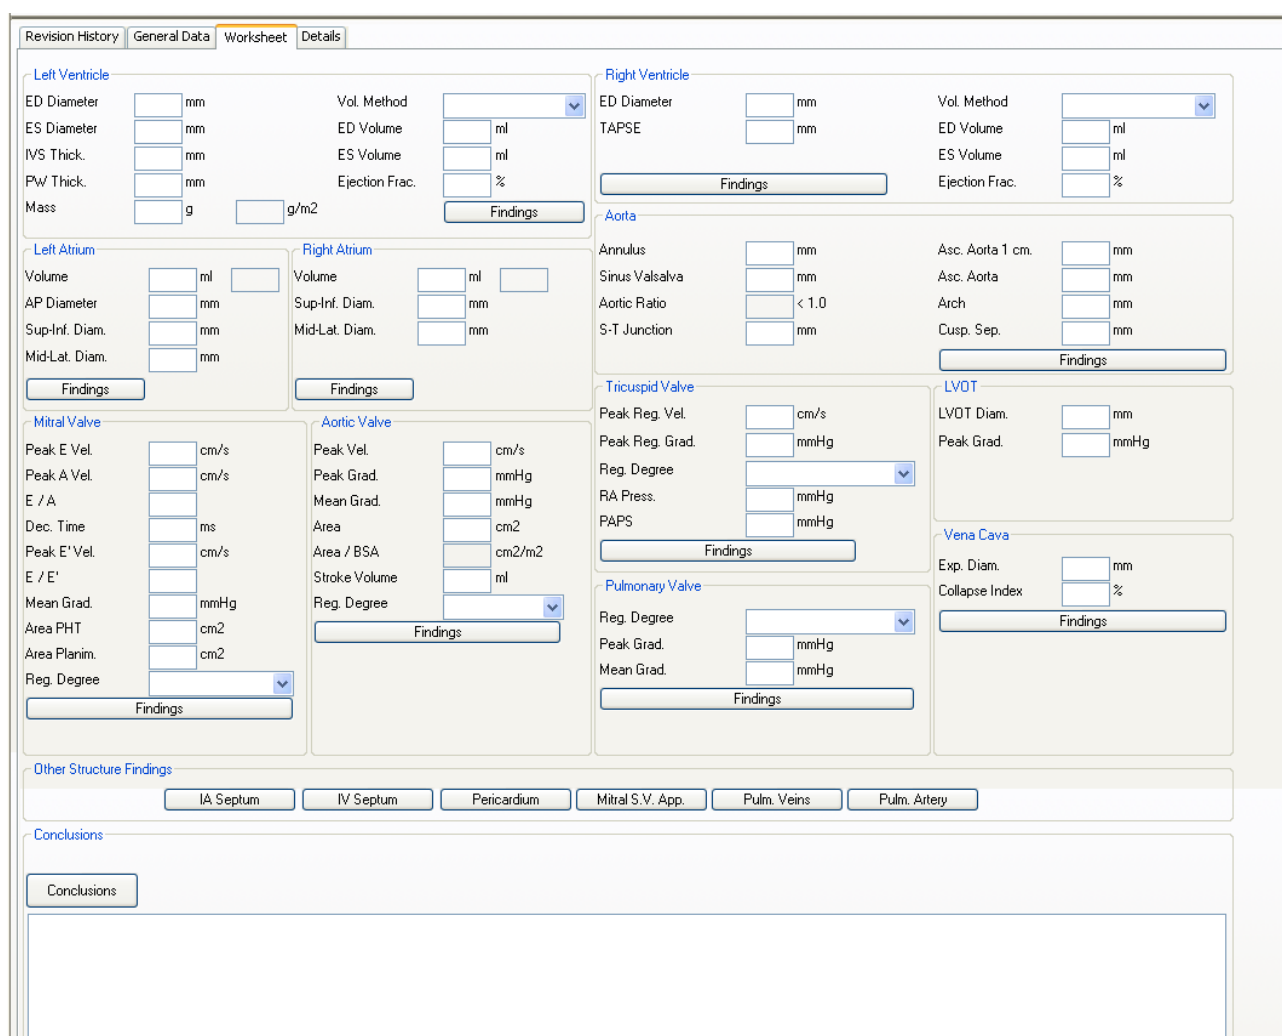 Revision History General Data Worksheet Details
Left Ventricle
ED Diameter mm Vol. Method
ES Diameter mm ED Volume ml
IVS Thick. mm ES Volume ml
PW Thick. mm Ejection Frac. %
Mass g g/m2 Findings
Right Ventricle
ED Diameter mm Vol. Method
TAPSE mm ED Volume ml
ES Volume ml
Findings Ejection Frac. %
Left Atrium
Volume ml
AP Diameter mm
Sup-Inf. Diam. mm
Mid-Lat. Diam. mm
Findings
Right Atrium
Volume ml
Sup-Inf. Diam. mm
Mid-Lat. Diam. mm
Findings
Aorta
Annulus mm Asc. Aorta 1 cm. mm
Sinus Valsalva mm Asc. Aorta mm
Aortic Ratio < 1.0 Arch mm
S-T Junction mm Cusp. Sep. mm
Findings
Mitral Valve
Peak E Vel. cm/s
Peak A Vel. cm/s
E / A
Dec. Time ms
Peak E' Vel. cm/s
E / E'
Mean Grad. mmHg
Area PHT cm2
Area Planim. cm2
Reg. Degree
Findings
Aortic Valve
Peak Vel. cm/s
Peak Grad. mmHg
Mean Grad. mmHg
Area cm2
Area / BSA cm2/m2
Stroke Volume ml
Reg. Degree
Findings
Tricuspid Valve
Peak Reg. Vel. cm/s
Peak Reg. Grad. mmHg
Reg. Degree
RA Press. mmHg
PAPS mmHg
Findings
LVOT
LVOT Diam. mm
Peak Grad. mmHg
Pulmonary Valve
Reg. Degree
Peak Grad. mmHg
Mean Grad. mmHg
Findings
Vena Cava
Exp. Diam. mm
Collapse Index %
Findings
Other Structure Findings
IA Septum IV Septum Pericardium Mitral S.V. App. Pulm. Veins Pulm. Artery
Conclusions
Conclusions